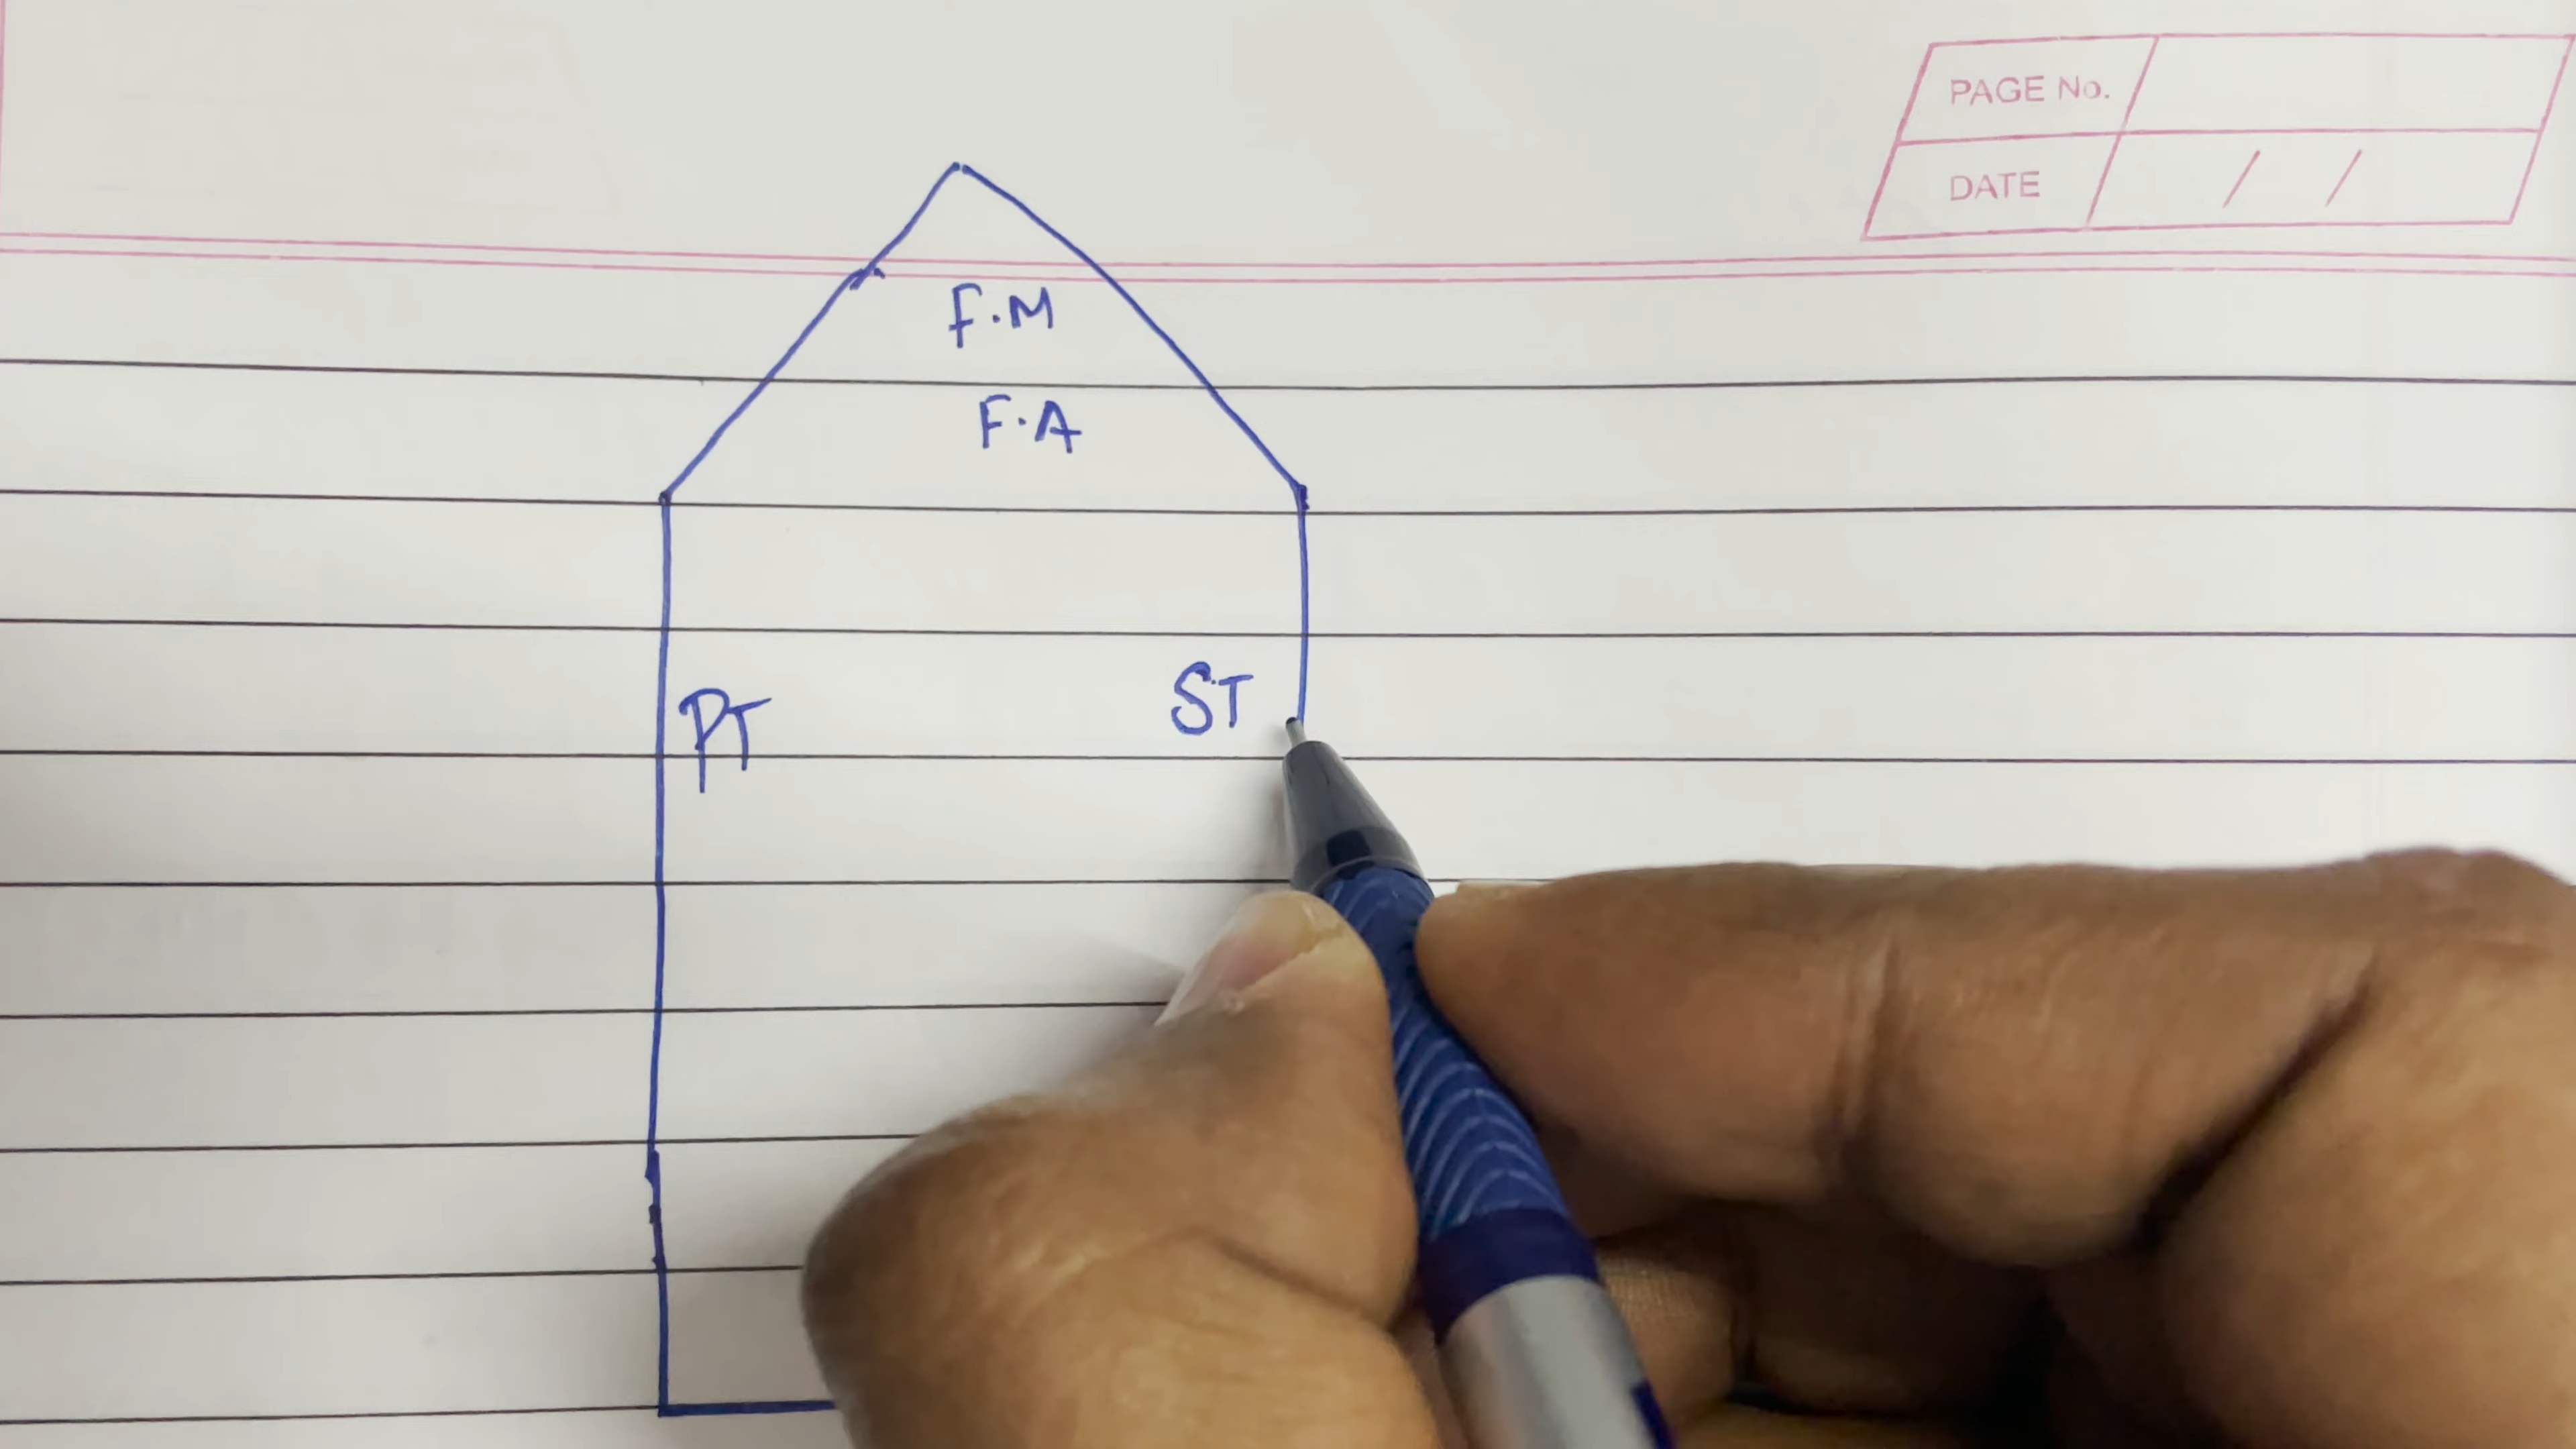 PAGE No.
DATE / /
F.M
F.A
PT
ST